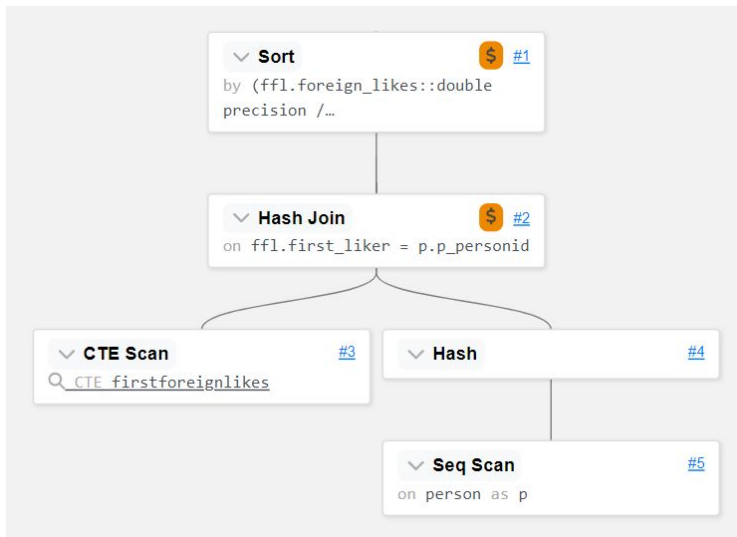 Sort $ #1
by (ffl.foreign_likes::double
precision /…
Hash Join $ #2
on ffl.first_liker = p.p_personid
CTE Scan #3
CTE firstforeignlikes
Hash #4
Seq Scan #5
on person as p